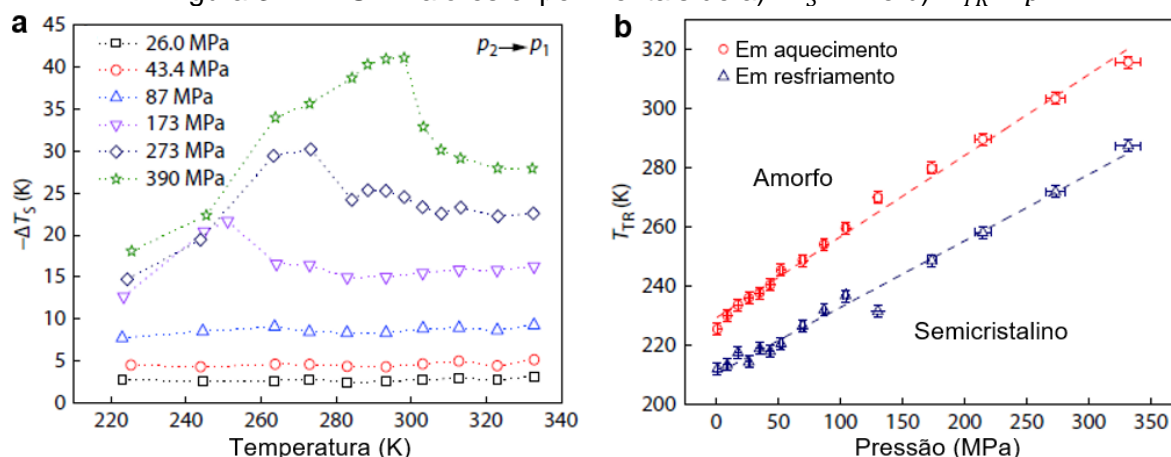 a
p₂→p₁
26.0 MPa
43.4 MPa
87 MPa
173 MPa
273 MPa
390 MPa
−ΔT_S (K)
45
40
35
30
25
20
15
10
5
0
220 240 260 280 300 320 340
Temperatura (K)
b
Em aquecimento
Em resfriamento
Amorfo
Semicristalino
T_TR (K)
320
300
280
260
240
220
200
0 50 100 150 200 250 300 350
Pressão (MPa)